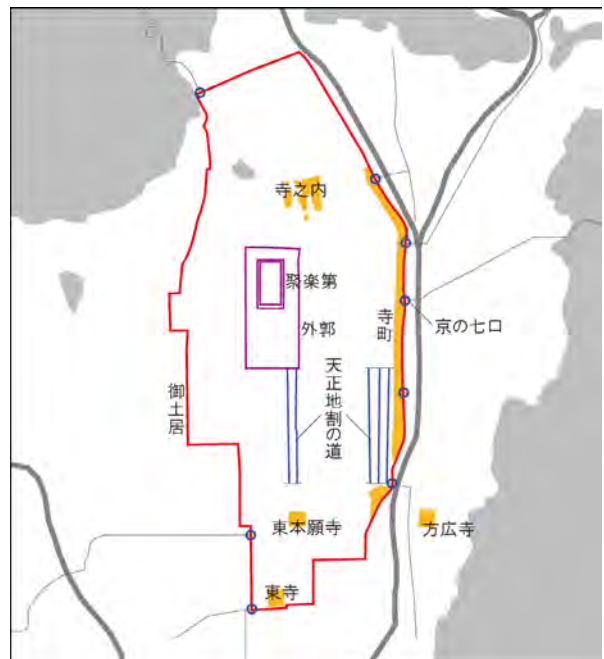 寺之内
聚楽第
外郭
寺町
京の七口
天正地割の道
御土居
東本願寺
方広寺
東寺